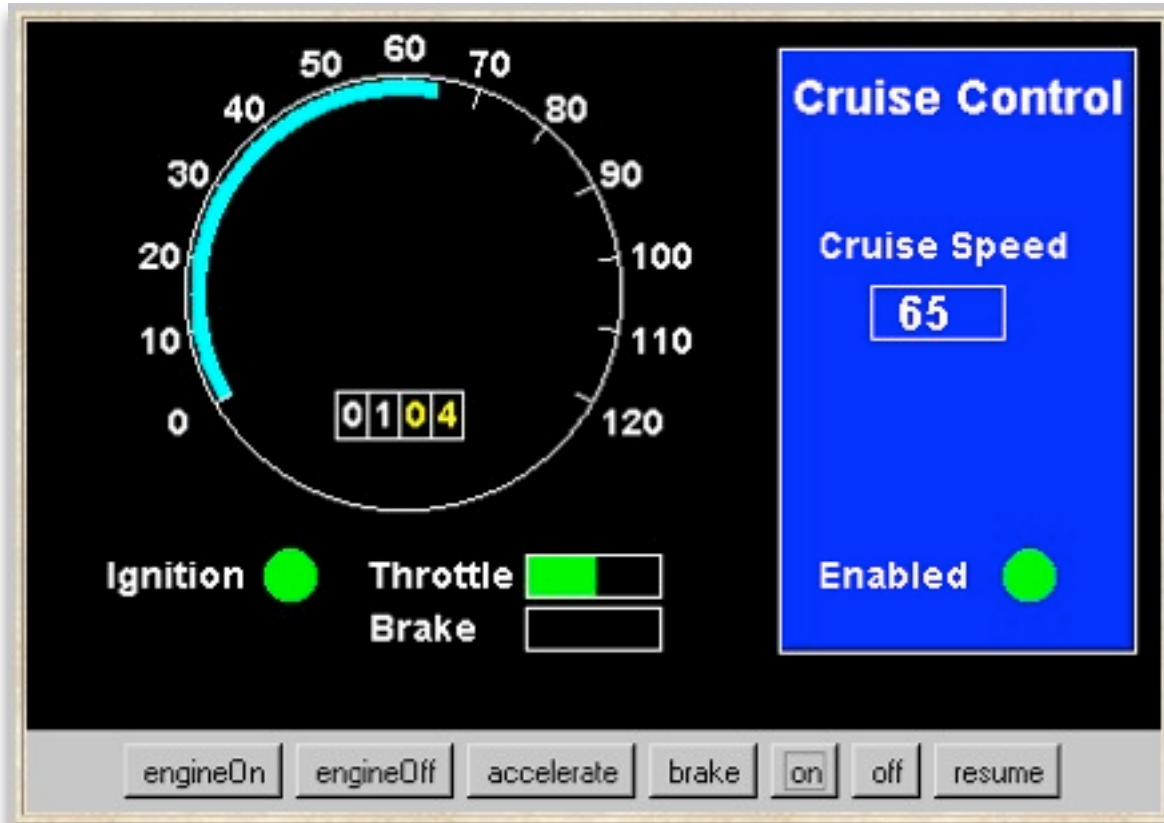 60
50
70
40
80
30
90
20
100
10
110
0
120
0104
Cruise Control
Cruise Speed
65
Ignition
Throttle
Brake
Enabled
engineOn
engineOff
accelerate
brake
on
off
resume